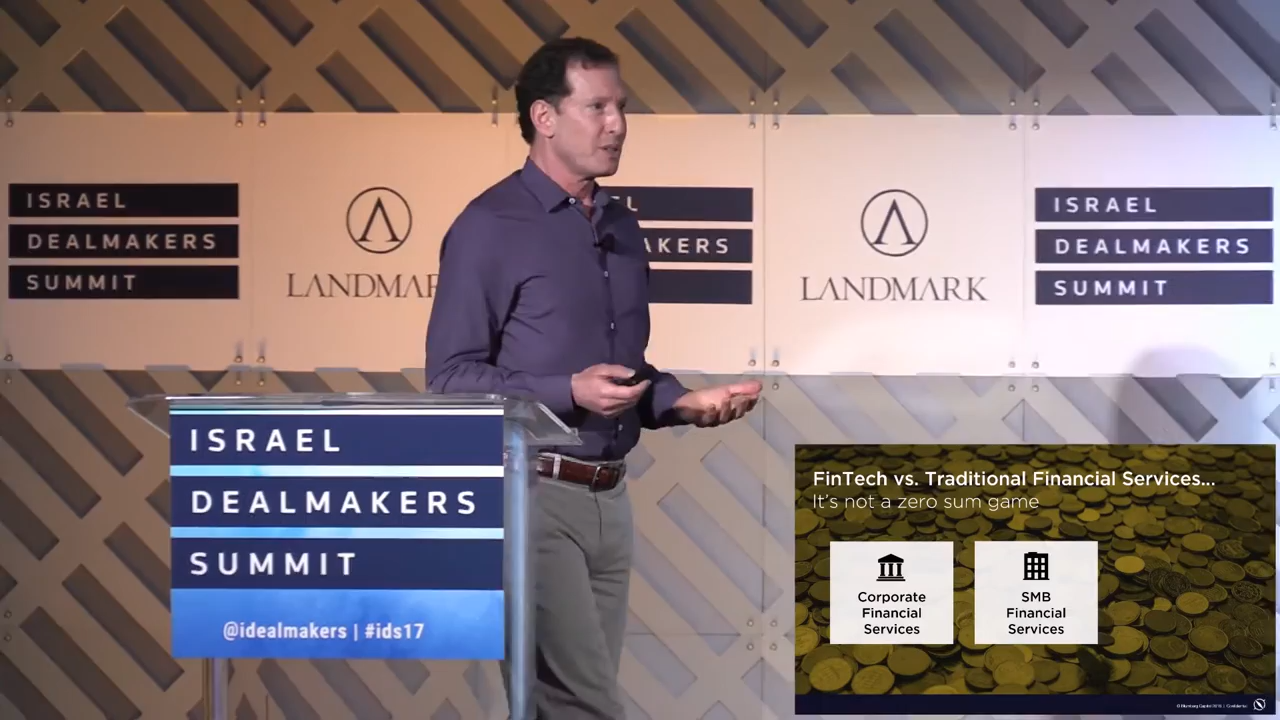 ISRAEL
DEALMAKERS
SUMMIT
LANDMAR
L
AKERS
LANDMARK
ISRAEL
DEALMAKERS
SUMMIT
ISRAEL
DEALMAKERS
SUMMIT
@idealmakers | #ids17
FinTech vs. Traditional Financial Services...
It's not a zero sum game
Corporate
Financial
Services
SMB
Financial
Services